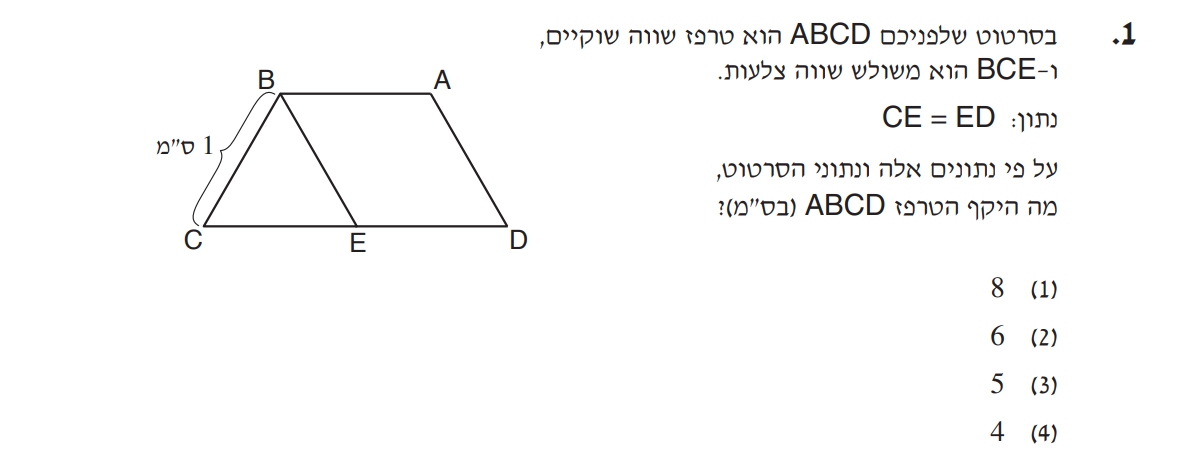 1. בסרטוט שלפניכם ABCD הוא טרפז שווה שוקיים,
ו-BCE הוא משולש שווה צלעות.
נתון: CE = ED
על פי נתונים אלה ונתוני הסרטוט,
מה היקף הטרפז ABCD (בס"מ)?
B
A
1 ס"מ
C
E
D
(1) 8
(2) 6
(3) 5
(4) 4